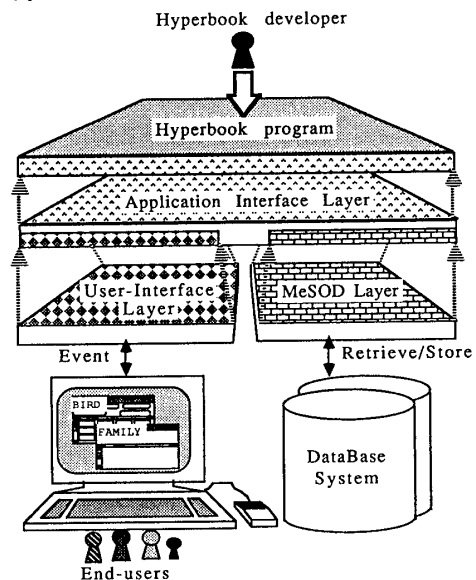 Hyperbook developer
Hyperbook program
Application Interface Layer
User-Interface
Layer
MeSOD Layer
Event
Retrieve/Store
BIRD
FAMILY
DataBase
System
End-users